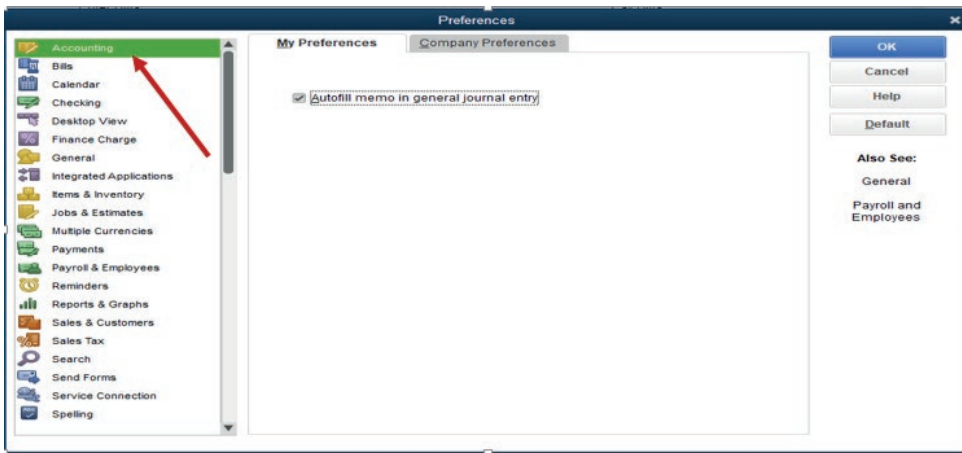 Preferences
Accounting
Bills
Calendar
Checking
Desktop View
Finance Charge
General
Integrated Applications
Items & Inventory
Jobs & Estimates
Multiple Currencies
Payments
Payroll & Employees
Reminders
Reports & Graphs
Sales & Customers
Sales Tax
Search
Send Forms
Service Connection
Spelling
My Preferences
Company Preferences
Autofill memo in general journal entry
OK
Cancel
Help
Default
Also See:
General
Payroll and
Employees